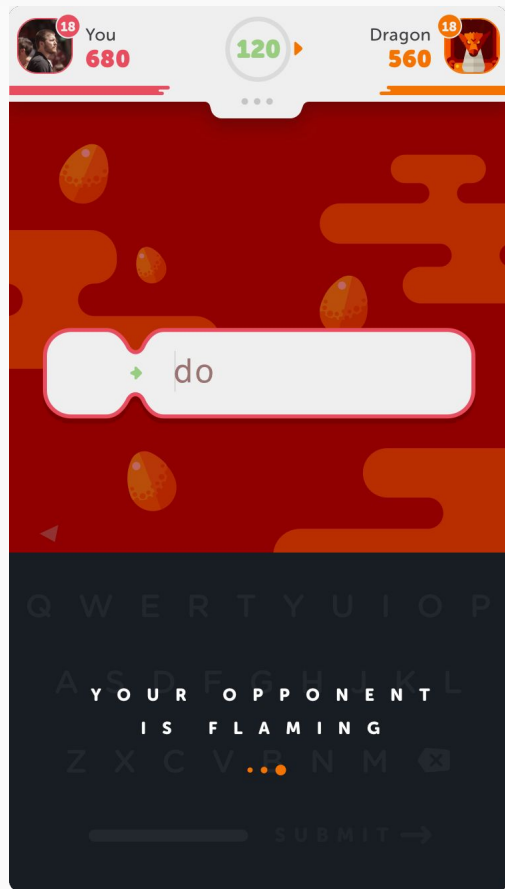 18 You 680
120
Dragon 18
560
do
YOUR OPPONENT
IS FLAMING
Q W E R T Y U I O P
A S D F G H J K L
Z X C V B N M
SUBMIT